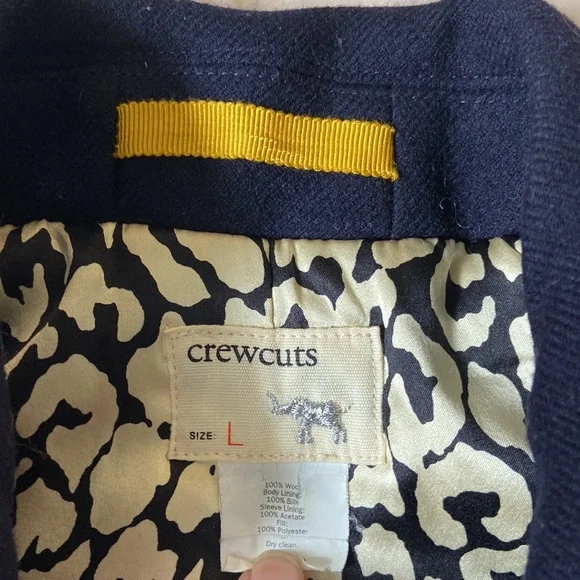 crewcuts
SIZE: L
100% Wool
Body Lining:
100% Silk
Sleeve Lining:
100% Acetate
Fill:
100% Polyester
Dry clean.